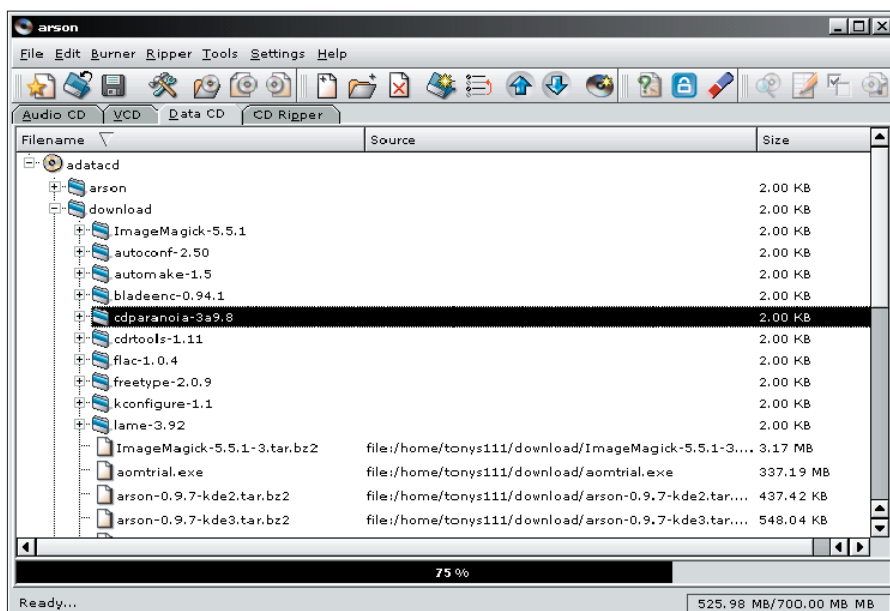 arson
File Edit Burner Ripper Tools Settings Help
Audio CD VCD Data CD CD Ripper
Filename Source Size
adatacd
arson 2.00 KB
download 2.00 KB
ImageMagick-5.5.1 2.00 KB
autoconf-2.50 2.00 KB
automake-1.5 2.00 KB
bladeenc-0.94.1 2.00 KB
cdparanoia-3a9.8 2.00 KB
cdrtools-1.11 2.00 KB
flac-1.0.4 2.00 KB
freetype-2.0.9 2.00 KB
kconfigure-1.1 2.00 KB
lame-3.92 2.00 KB
ImageMagick-5.5.1-3.tar.bz2 file:/home/tonys111/download/ImageMagick-5.5.1-3... 3.17 MB
aomtrial.exe file:/home/tonys111/download/aomtrial.exe 337.19 MB
arson-0.9.7-kde2.tar.bz2 file:/home/tonys111/download/arson-0.9.7-kde2.tar.... 437.42 KB
arson-0.9.7-kde3.tar.bz2 file:/home/tonys111/download/arson-0.9.7-kde3.tar.... 548.04 KB
75 %
Ready... 525.98 MB/700.00 MB MB